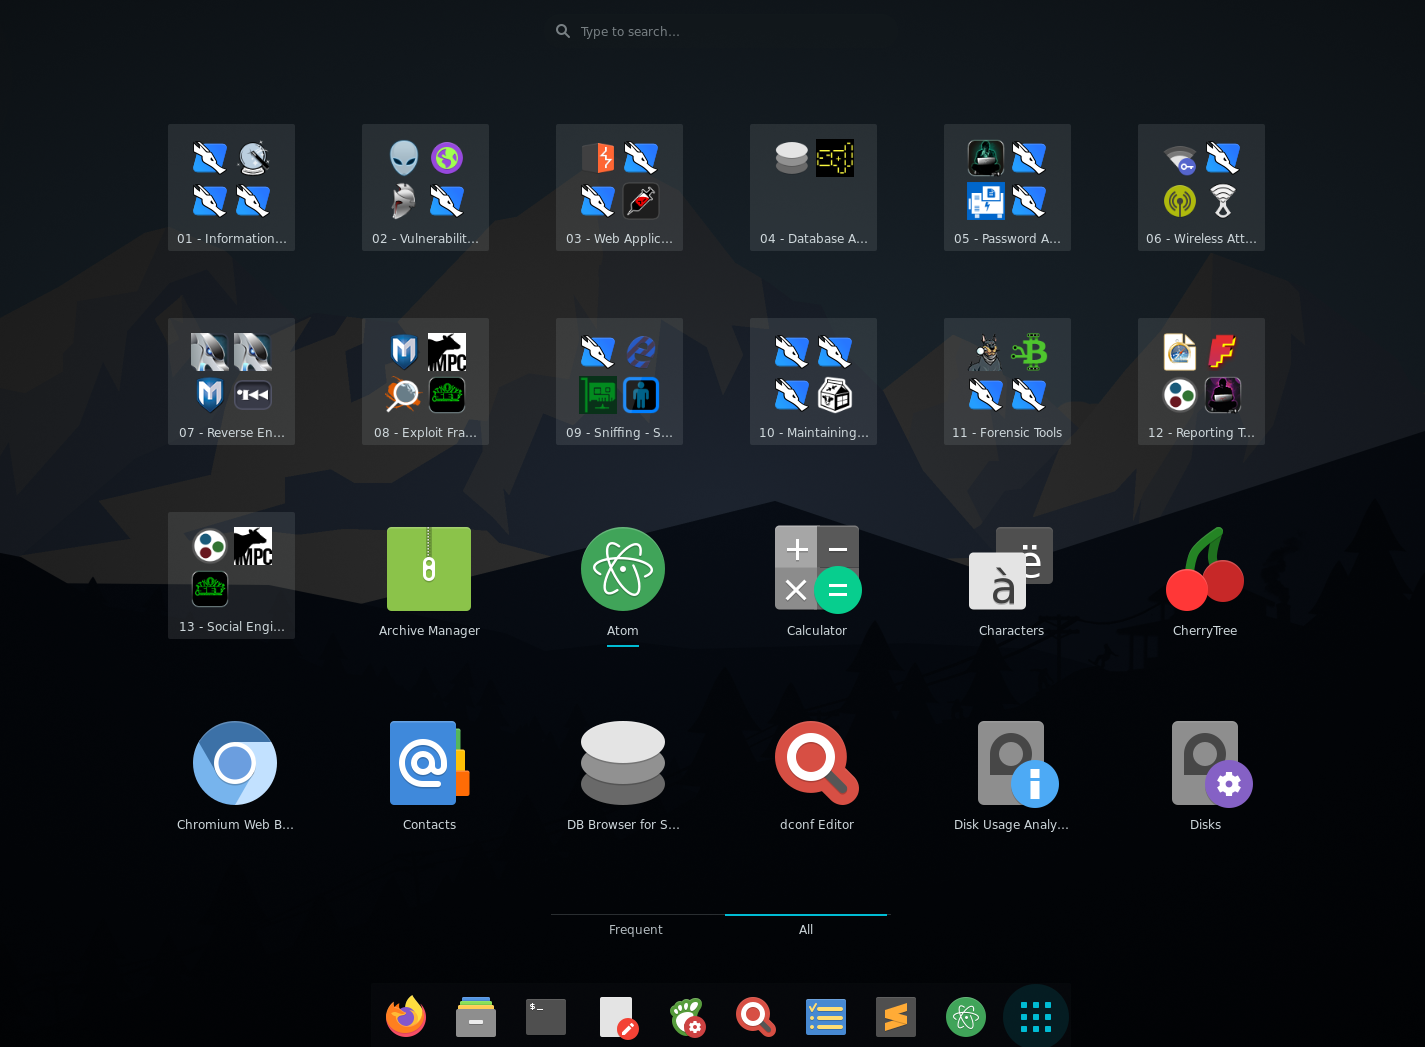 Type to search...
01 - Information...
02 - Vulnerabilit...
03 - Web Applic...
04 - Database A...
05 - Password A...
06 - Wireless Att...
07 - Reverse En...
MPC
08 - Exploit Fra...
09 - Sniffing - S...
10 - Maintaining...
11 - Forensic Tools
12 - Reporting T...
MPC
13 - Social Engi...
Archive Manager
Atom
Calculator
à ë
Characters
CherryTree
Chromium Web B...
Contacts
DB Browser for S...
dconf Editor
Disk Usage Analy...
Disks
Frequent
All
$_